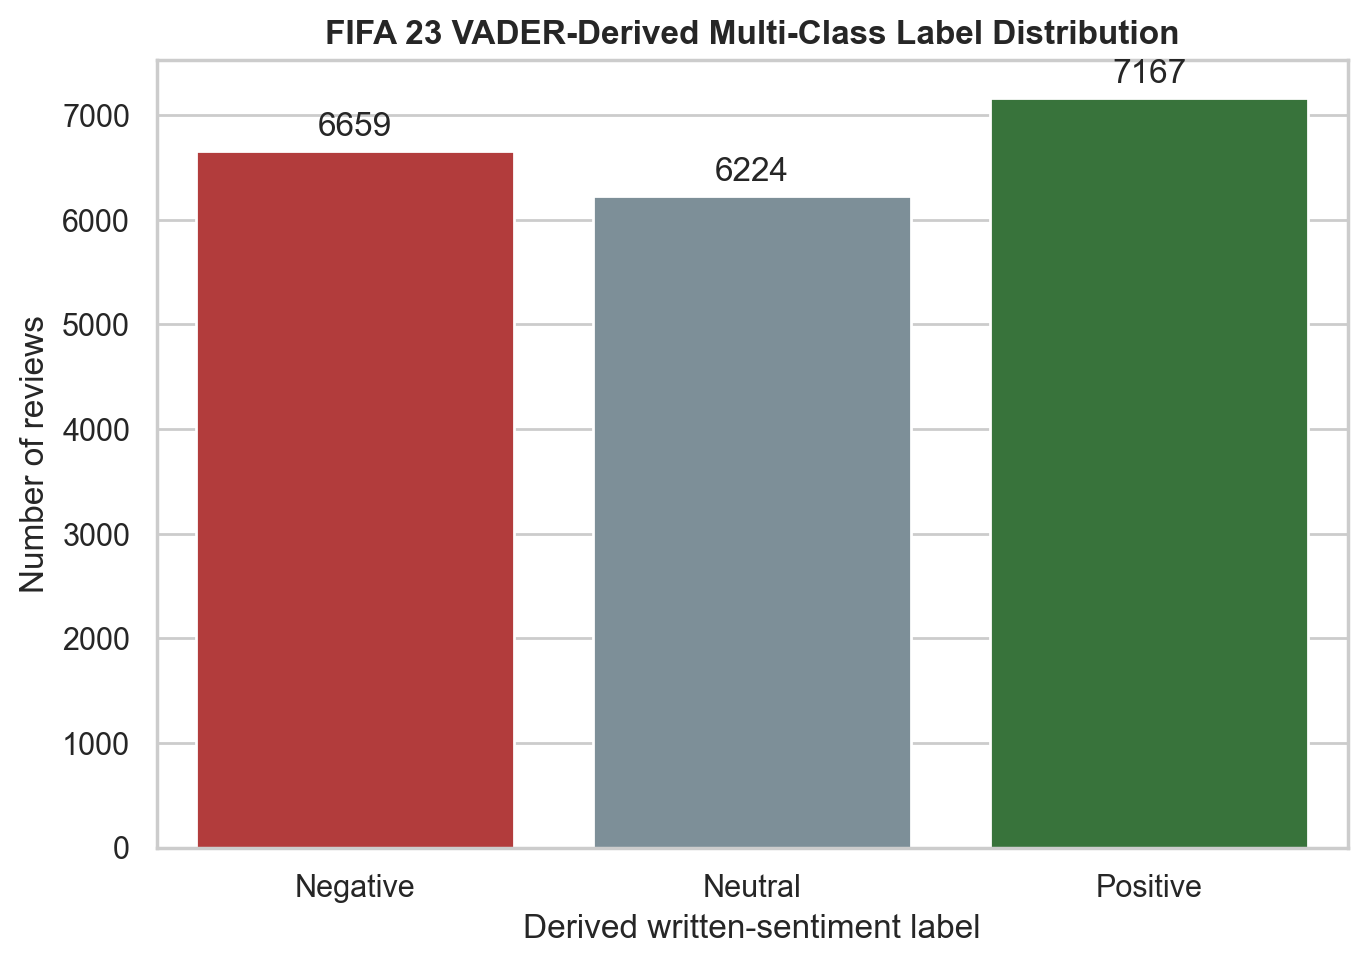 FIFA 23 VADER-Derived Multi-Class Label Distribution
7167
7000
6659
6224
6000
5000
4000
3000
2000
1000
0
Number of reviews
Negative Neutral Positive
Derived written-sentiment label